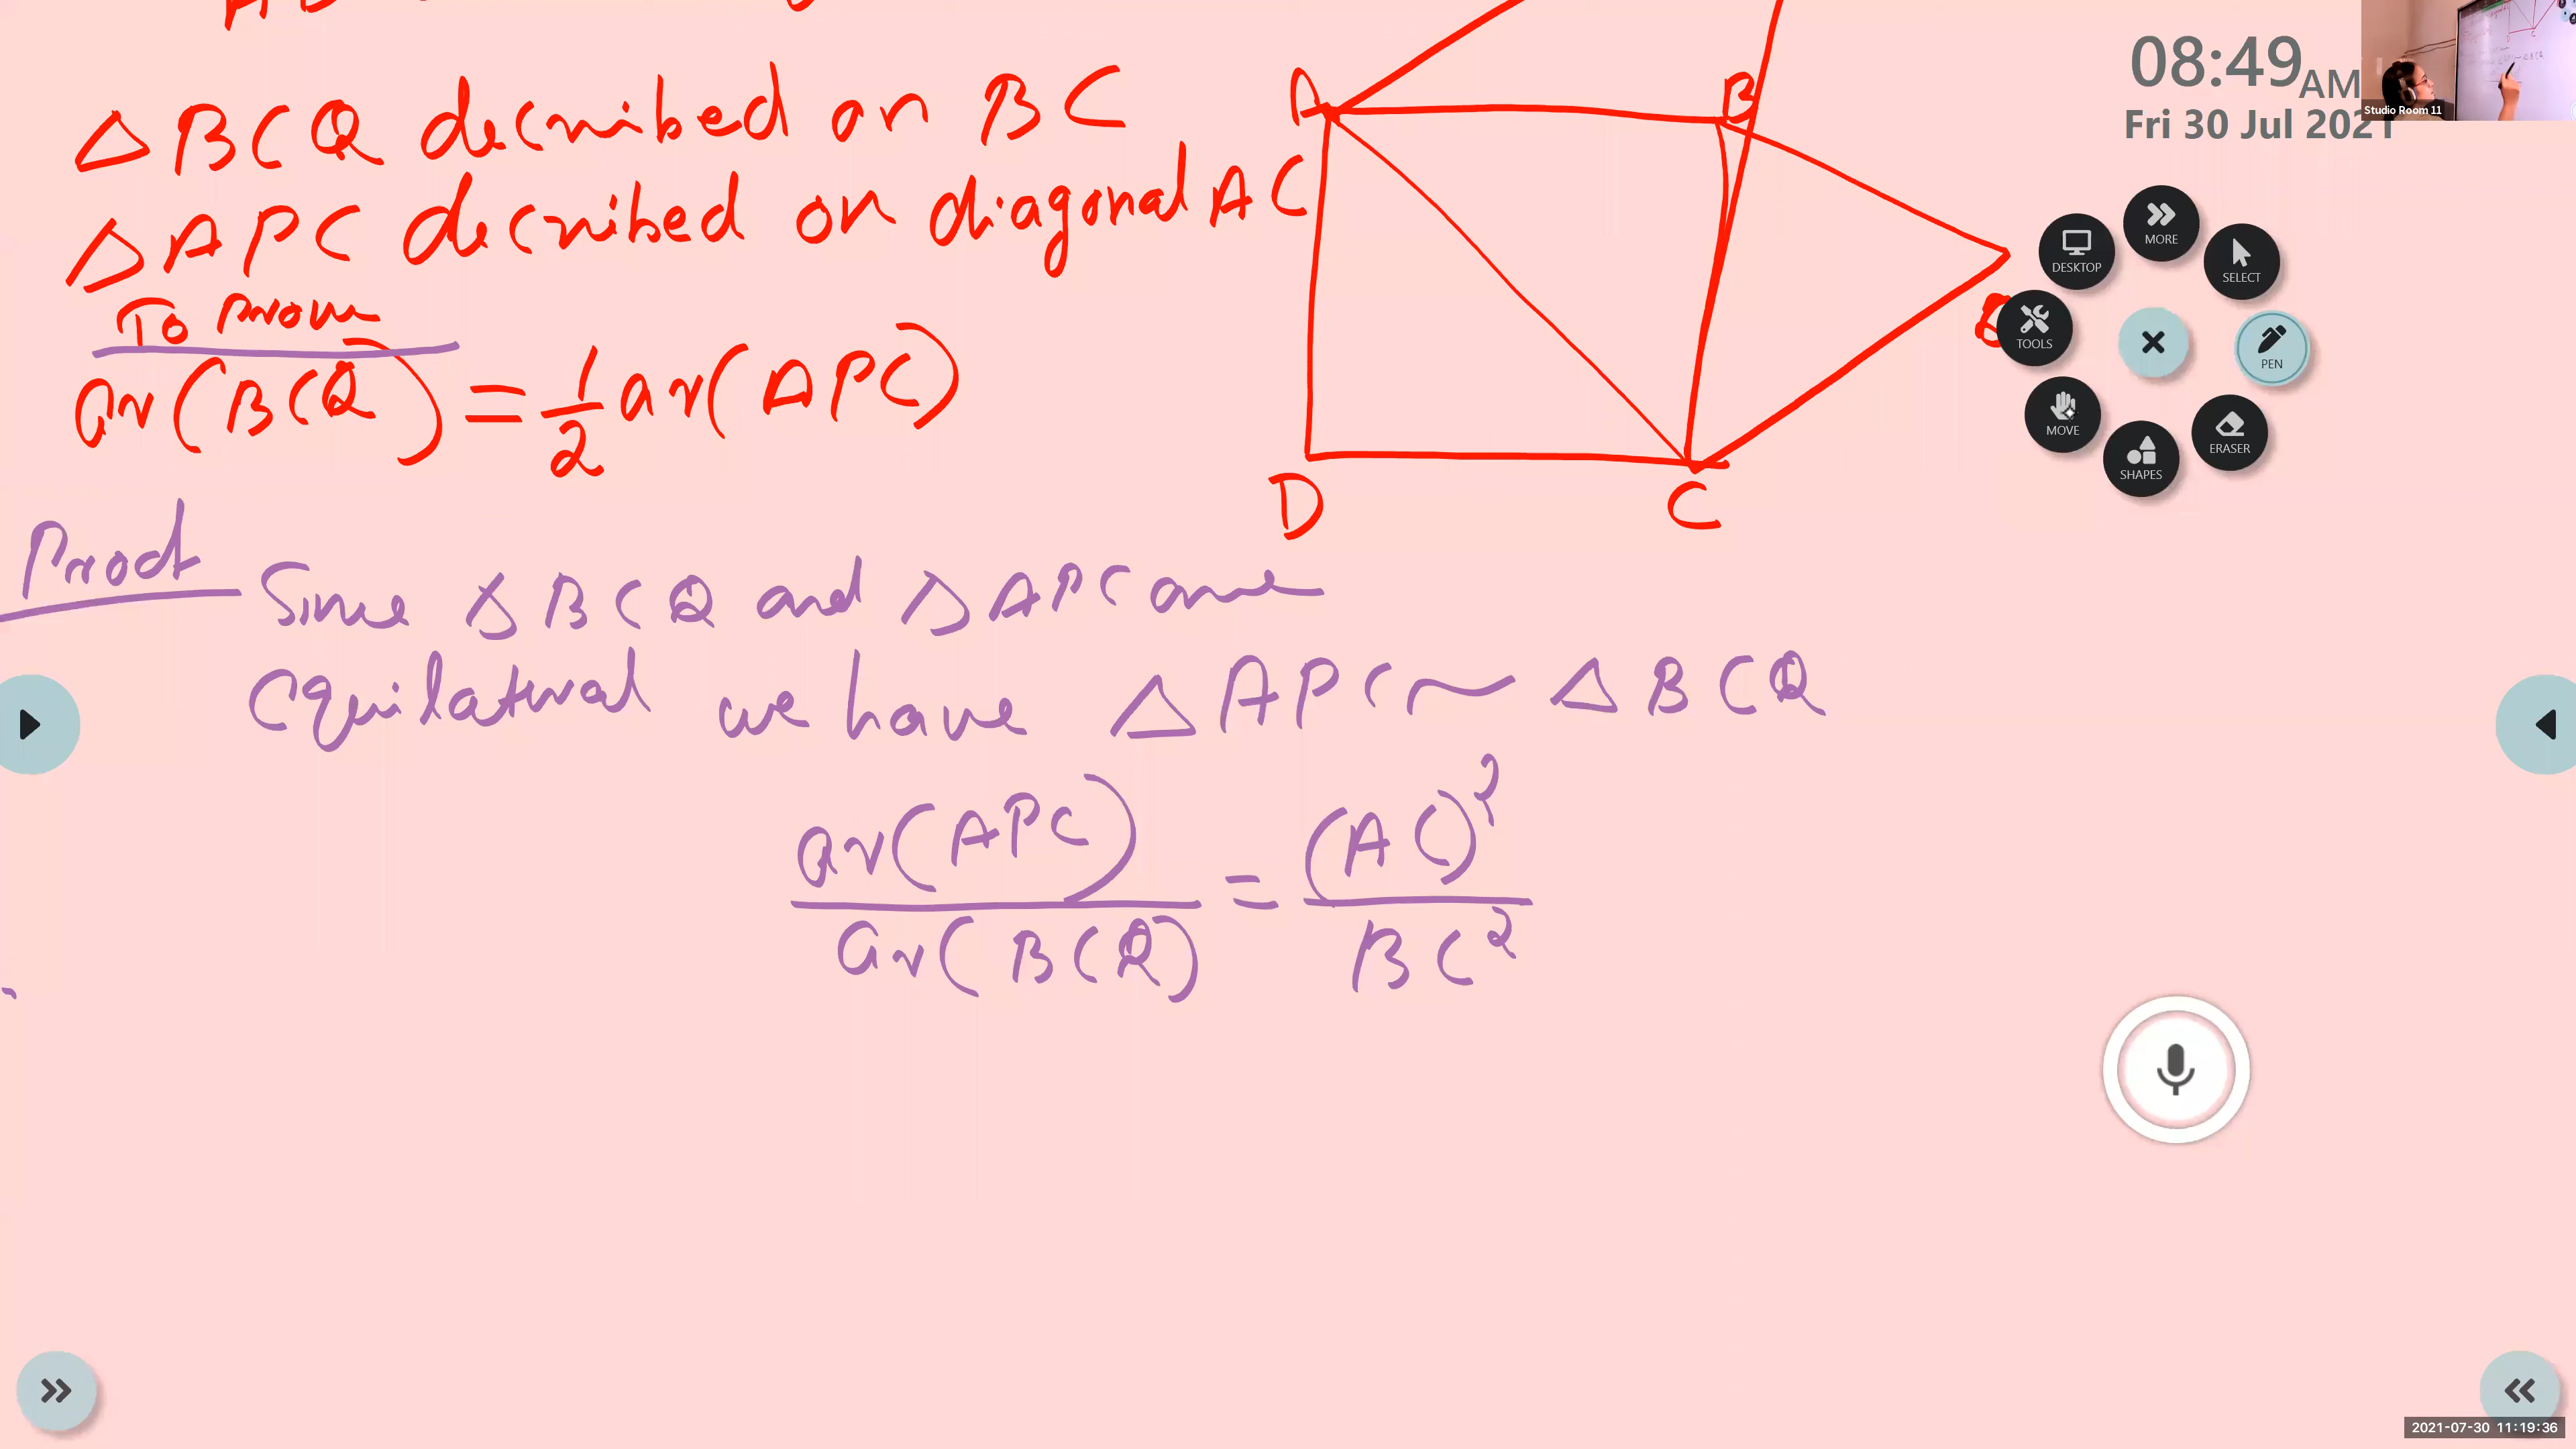 △ BCQ decribed on BC
△ APC decribed on diagonal AC
To Prove
ar(BCQ) = 1/2 ar(APC)
A
B
D
C
Proof Since △ BCQ and △ APC are
equilateral we have △ APC ~ △ BCQ
ar(APC)/ar(BCQ) = (AC)²/BC²
08:49 AM
Fri 30 Jul 2021
Studio Room 11
MORE
DESKTOP
SELECT
TOOLS
PEN
MOVE
ERASER
SHAPES
2021-07-30 11:19:36